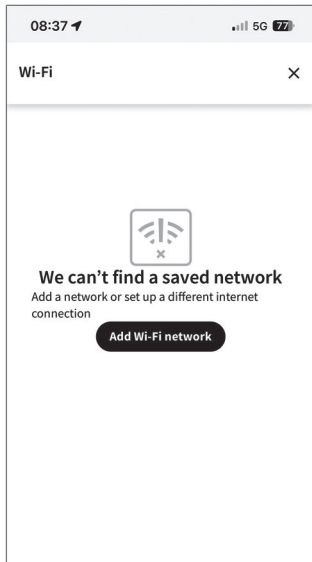 08:37 5G 77
Wi-Fi
We can’t find a saved network
Add a network or set up a different internet
connection
Add Wi-Fi network